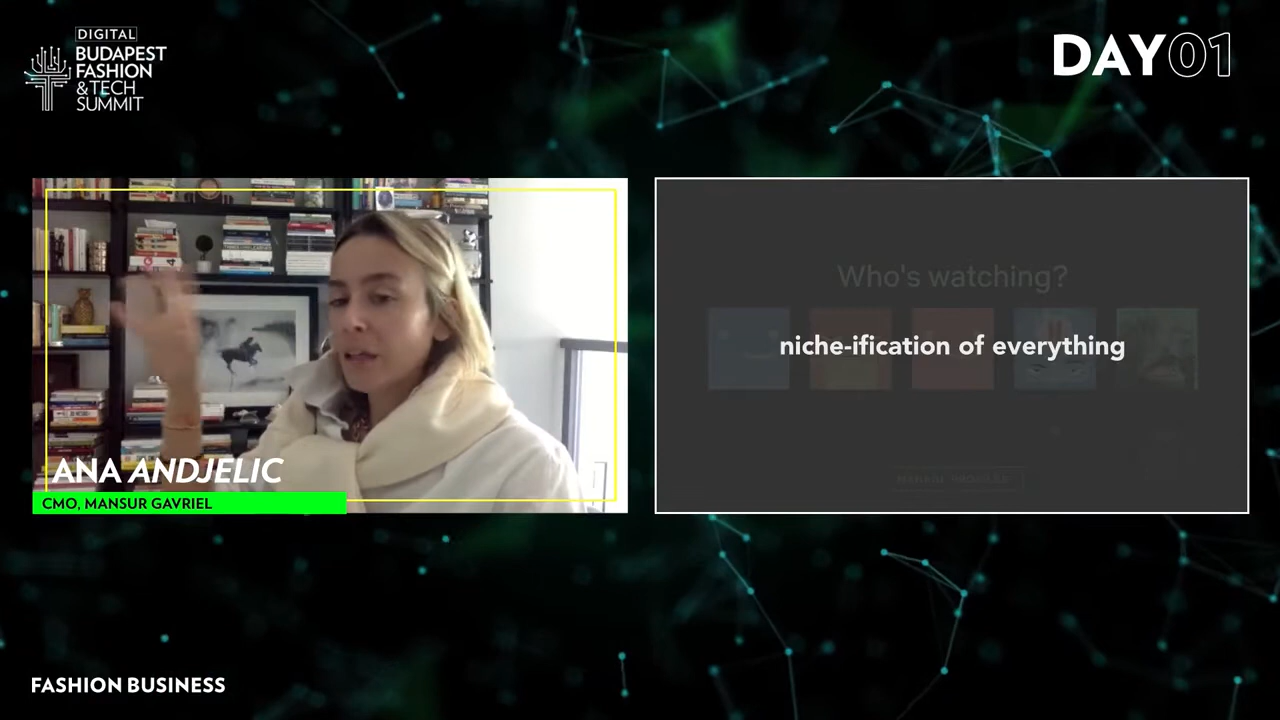 DIGITAL
BUDAPEST
FASHION
&TECH
SUMMIT
DAY01
Who's watching?
niche-ification of everything
ANA ANDJELIC
CMO, MANSUR GAVRIEL
FASHION BUSINESS